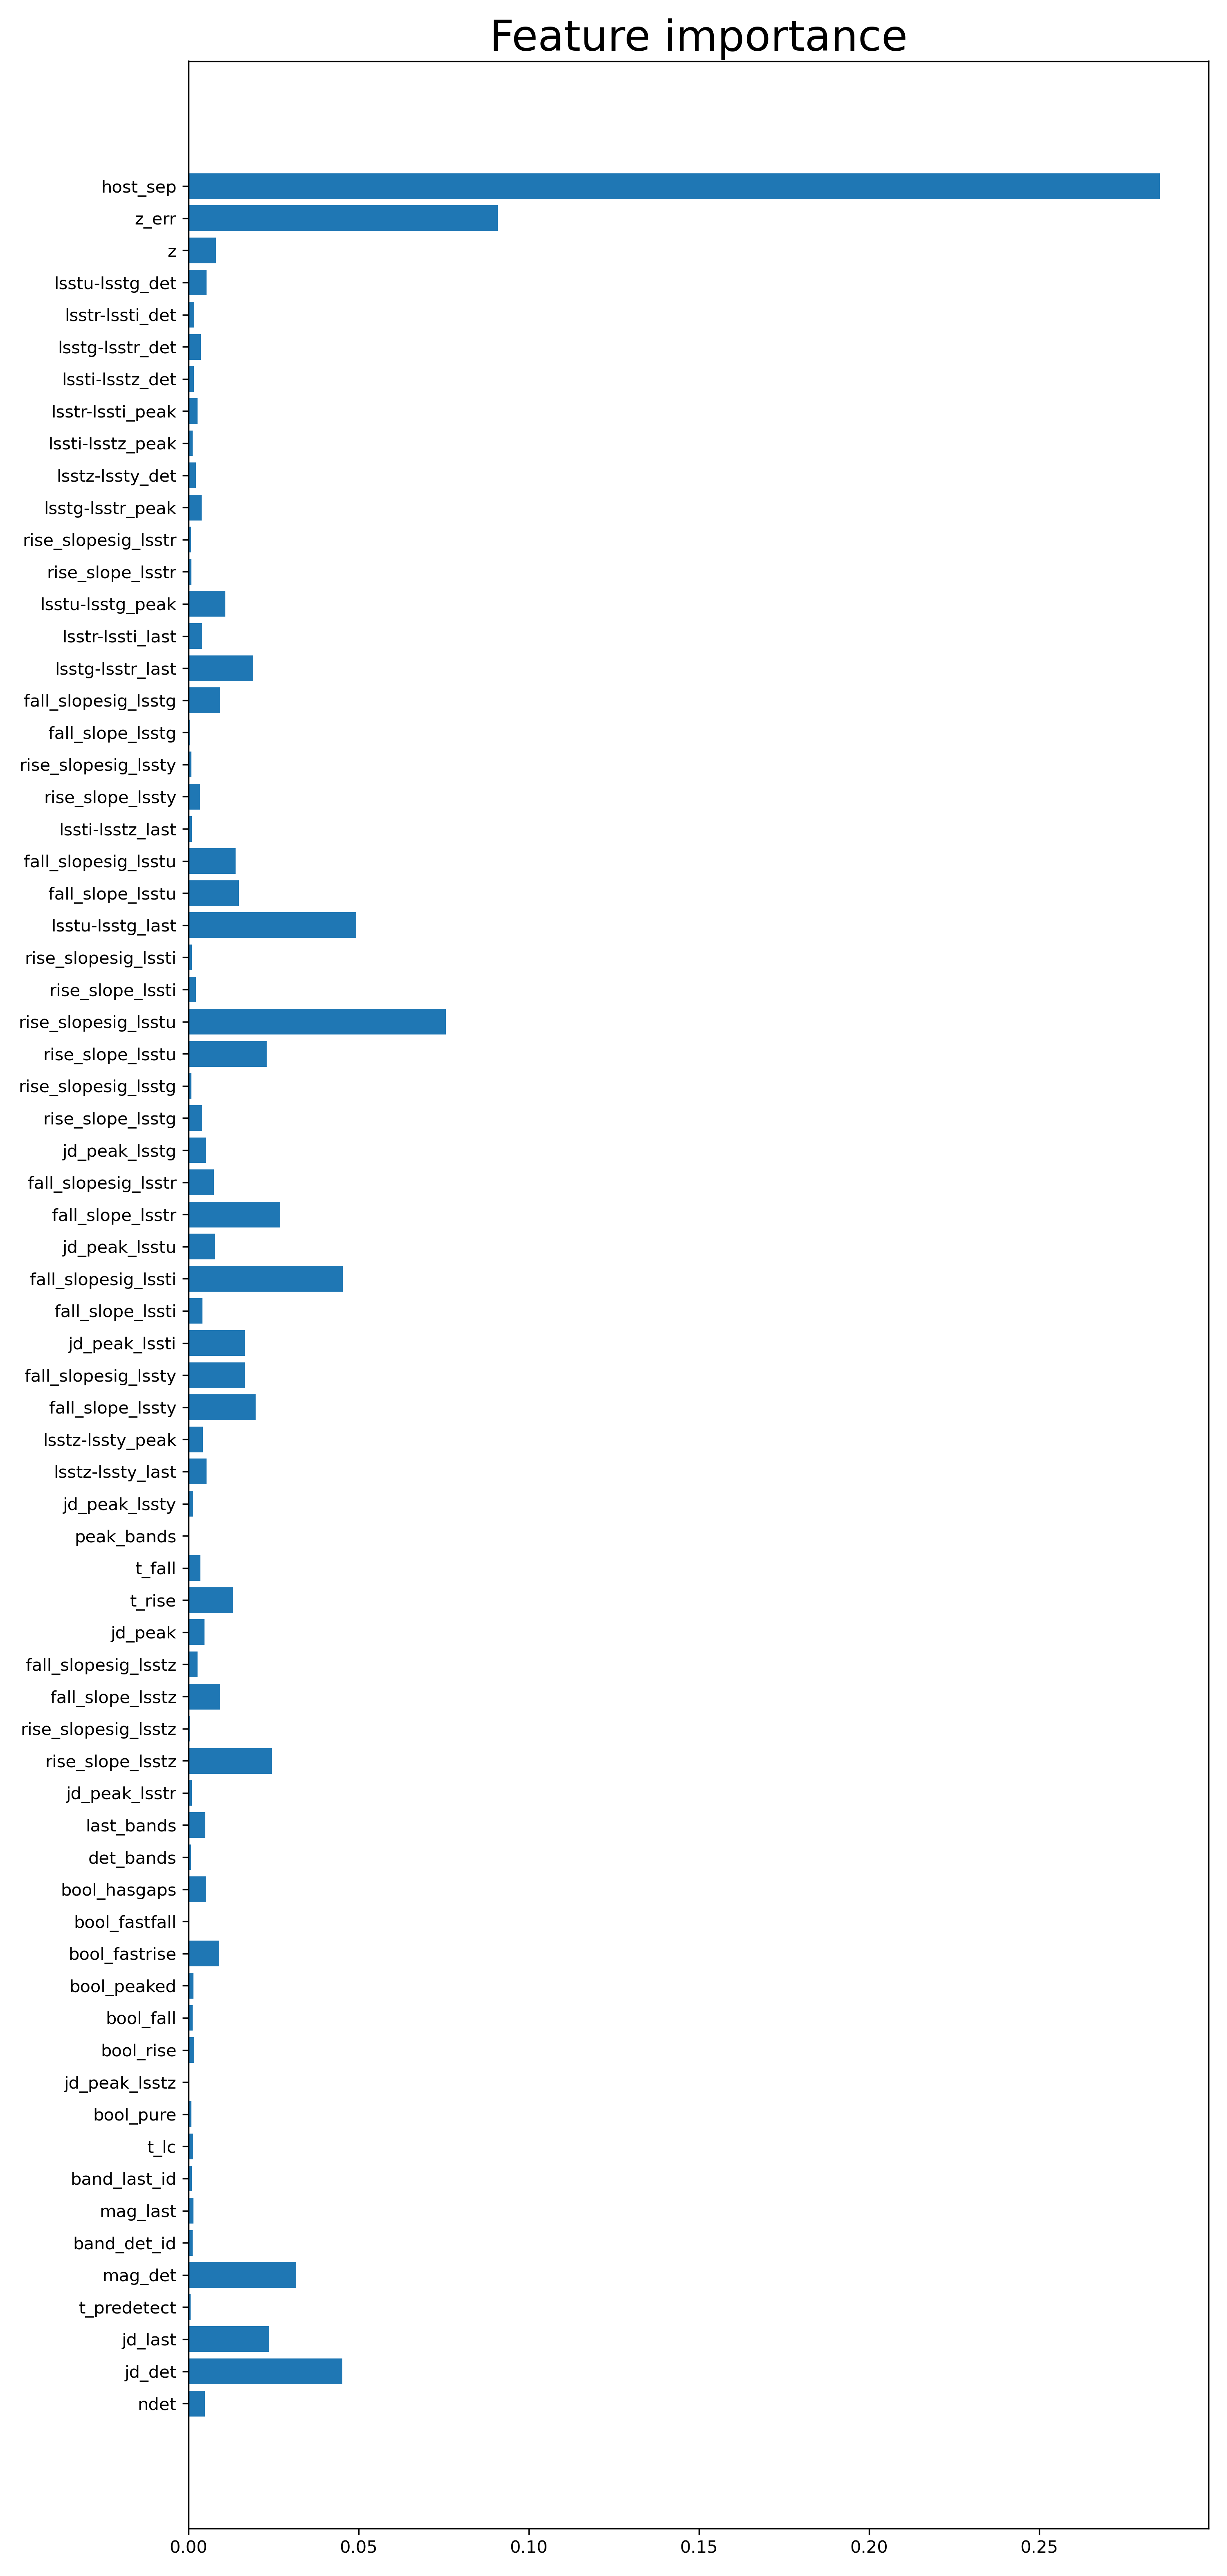 Feature importance
host_sep
z_err
z
lsstu-lsstg_det
lsstr-lssti_det
lsstg-lsstr_det
lssti-lsstz_det
lsstr-lssti_peak
lssti-lsstz_peak
lsstz-lssty_det
lsstg-lsstr_peak
rise_slopesig_lsstr
rise_slope_lsstr
lsstu-lsstg_peak
lsstr-lssti_last
lsstg-lsstr_last
fall_slopesig_lsstg
fall_slope_lsstg
rise_slopesig_lssty
rise_slope_lssty
lssti-lsstz_last
fall_slopesig_lsstu
fall_slope_lsstu
lsstu-lsstg_last
rise_slopesig_lssti
rise_slope_lssti
rise_slopesig_lsstu
rise_slope_lsstu
rise_slopesig_lsstg
rise_slope_lsstg
jd_peak_lsstg
fall_slopesig_lsstr
fall_slope_lsstr
jd_peak_lsstu
fall_slopesig_lssti
fall_slope_lssti
jd_peak_lssti
fall_slopesig_lssty
fall_slope_lssty
lsstz-lssty_peak
lsstz-lssty_last
jd_peak_lssty
peak_bands
t_fall
t_rise
jd_peak
fall_slopesig_lsstz
fall_slope_lsstz
rise_slopesig_lsstz
rise_slope_lsstz
jd_peak_lsstr
last_bands
det_bands
bool_hasgaps
bool_fastfall
bool_fastrise
bool_peaked
bool_fall
bool_rise
jd_peak_lsstz
bool_pure
t_lc
band_last_id
mag_last
band_det_id
mag_det
t_predetect
jd_last
jd_det
ndet
0.00 0.05 0.10 0.15 0.20 0.25